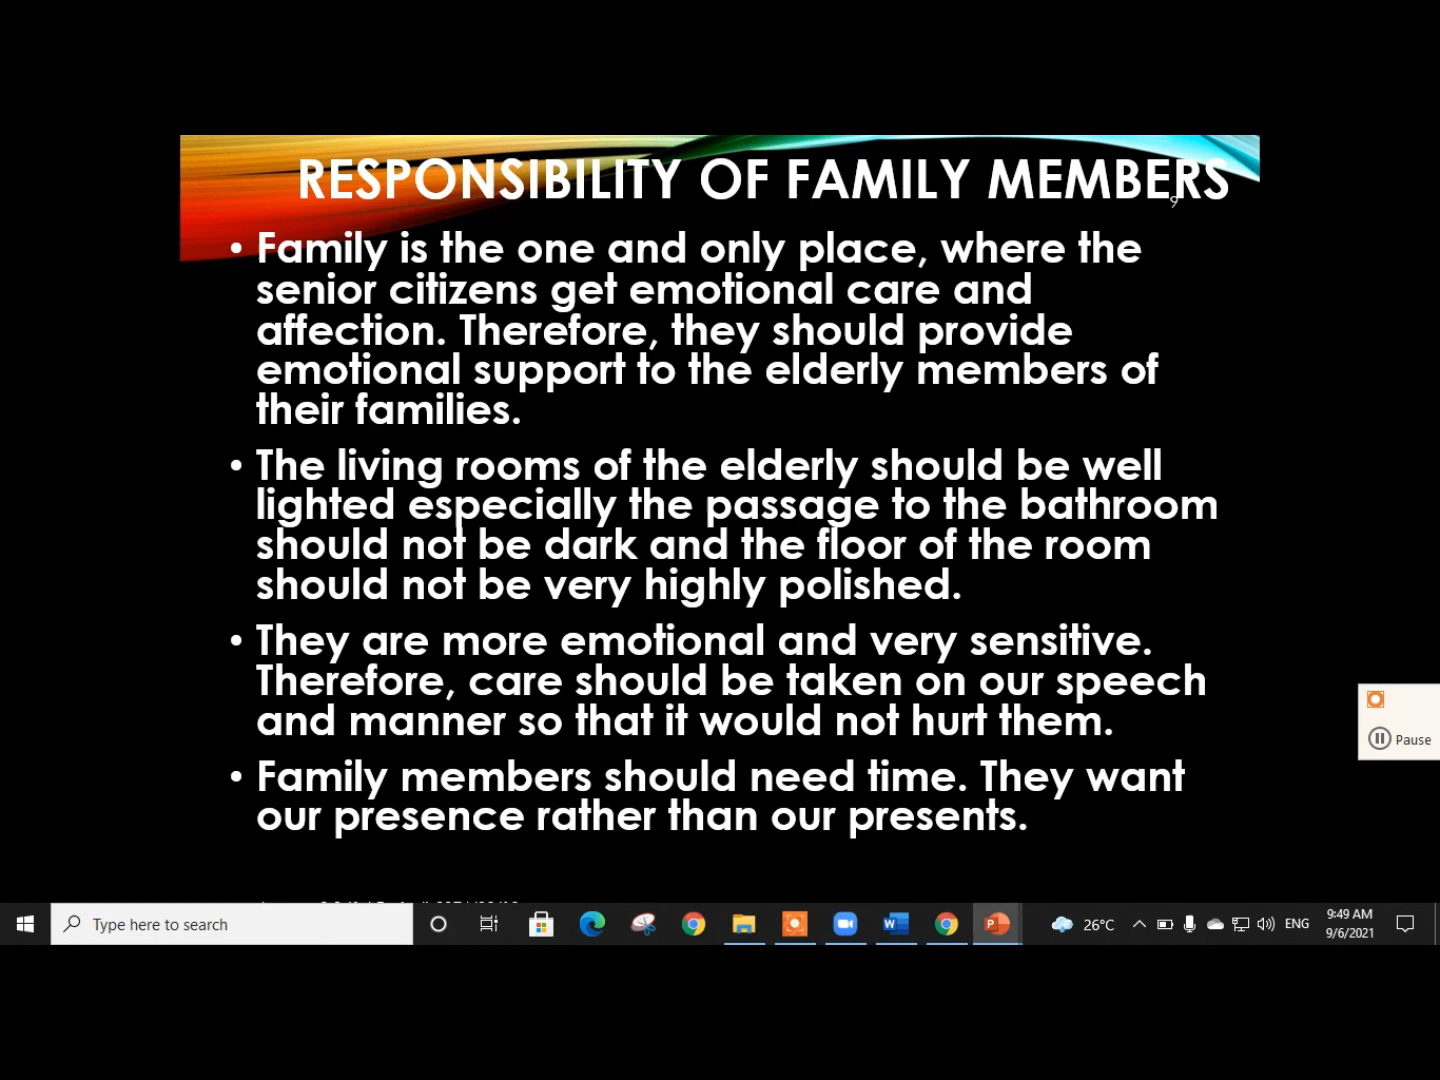 RESPONSIBILITY OF FAMILY MEMBERS
9
• Family is the one and only place, where the
senior citizens get emotional care and
affection. Therefore, they should provide
emotional support to the elderly members of
their families.
• The living rooms of the elderly should be well
lighted especially the passage to the bathroom
should not be dark and the floor of the room
should not be very highly polished.
• They are more emotional and very sensitive.
Therefore, care should be taken on our speech
and manner so that it would not hurt them.
• Family members should need time. They want
our presence rather than our presents.
Pause
Type here to search
26°C
ENG
9:49 AM
9/6/2021